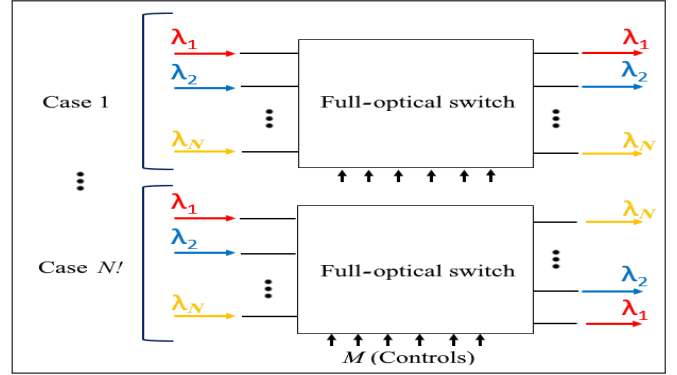 λ1 λ1
λ2 λ2
Case 1 Full-optical switch
λN λN
λ1 λN
λ2
Case N! Full-optical switch
λ2
λN λ1
M (Controls)